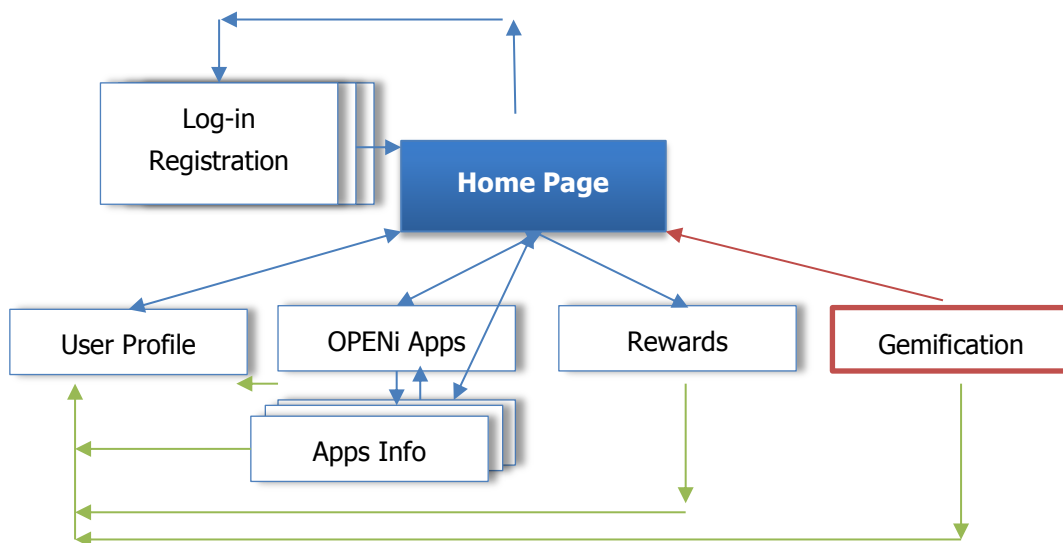 Log-in
Registration
Home Page
User Profile
OPENi Apps
Rewards
Gemification
Apps Info